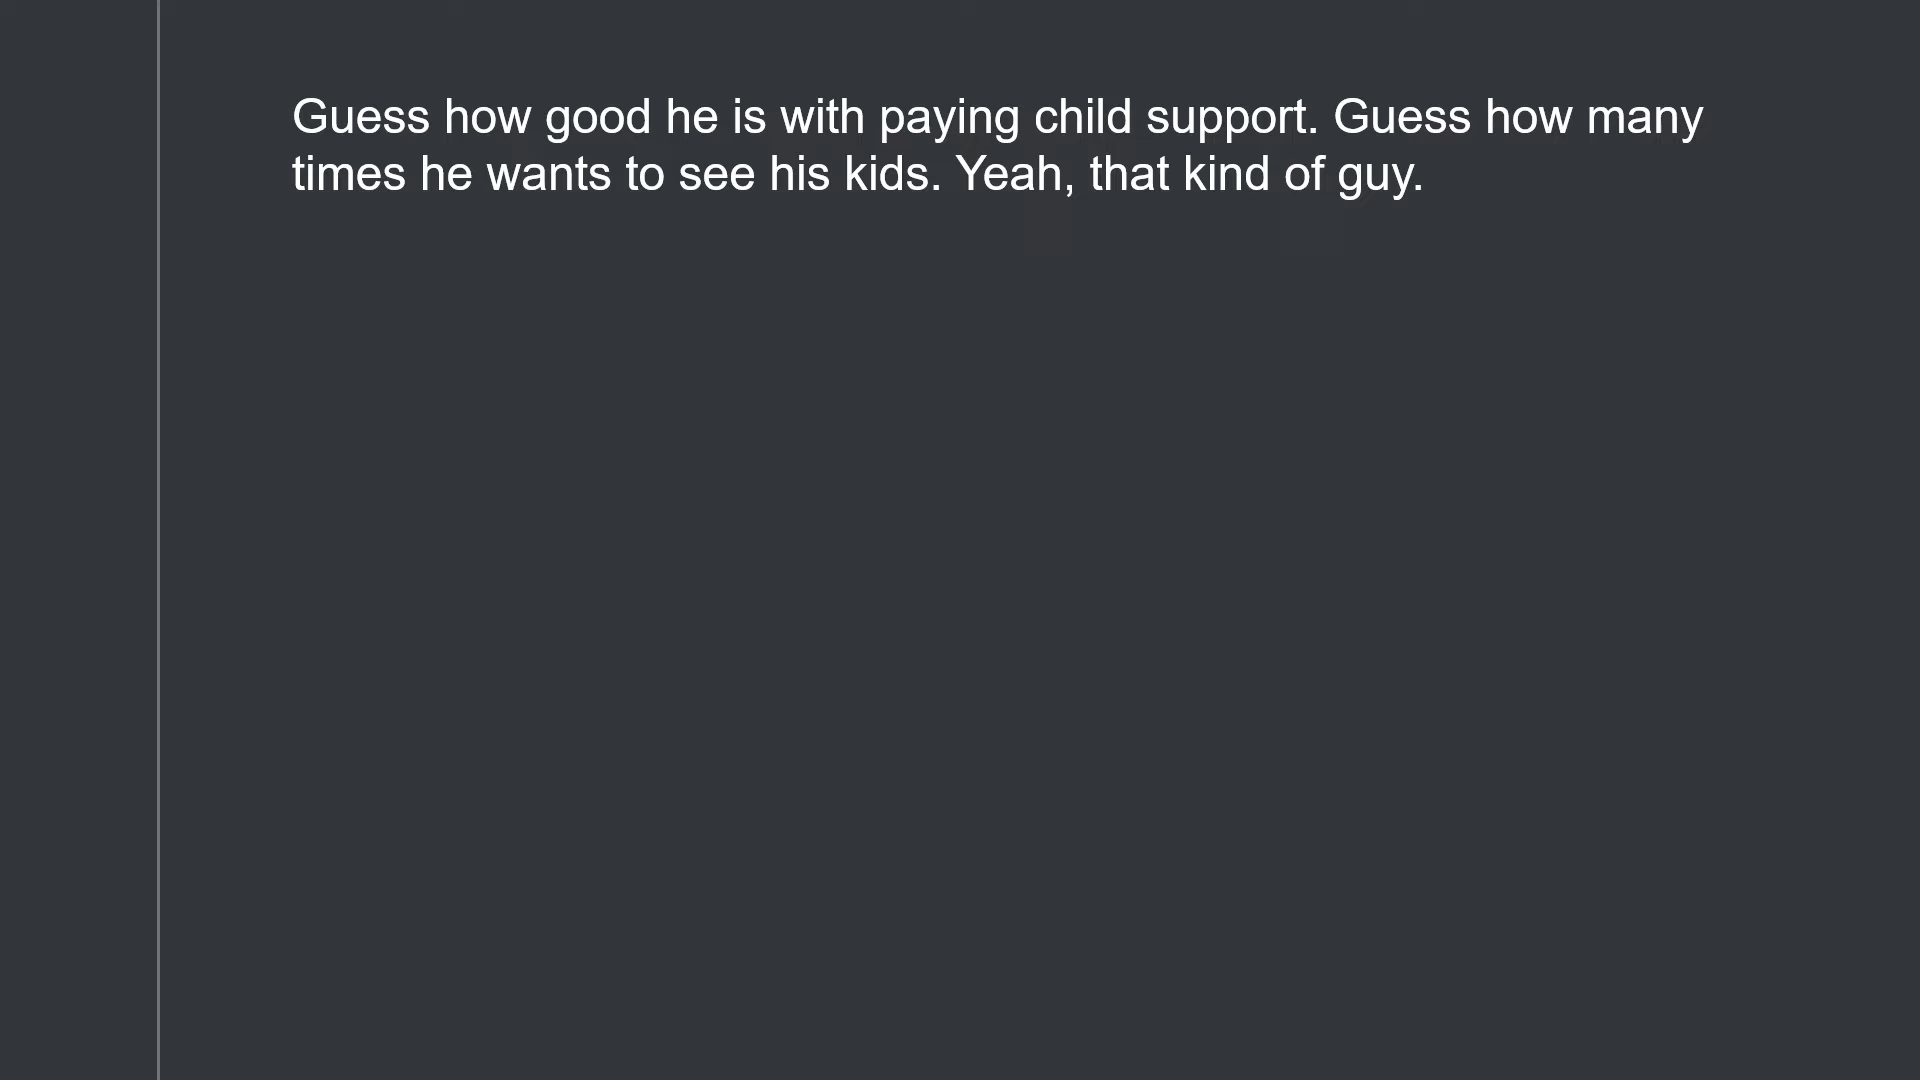 Guess how good he is with paying child support. Guess how many
times he wants to see his kids. Yeah, that kind of guy.